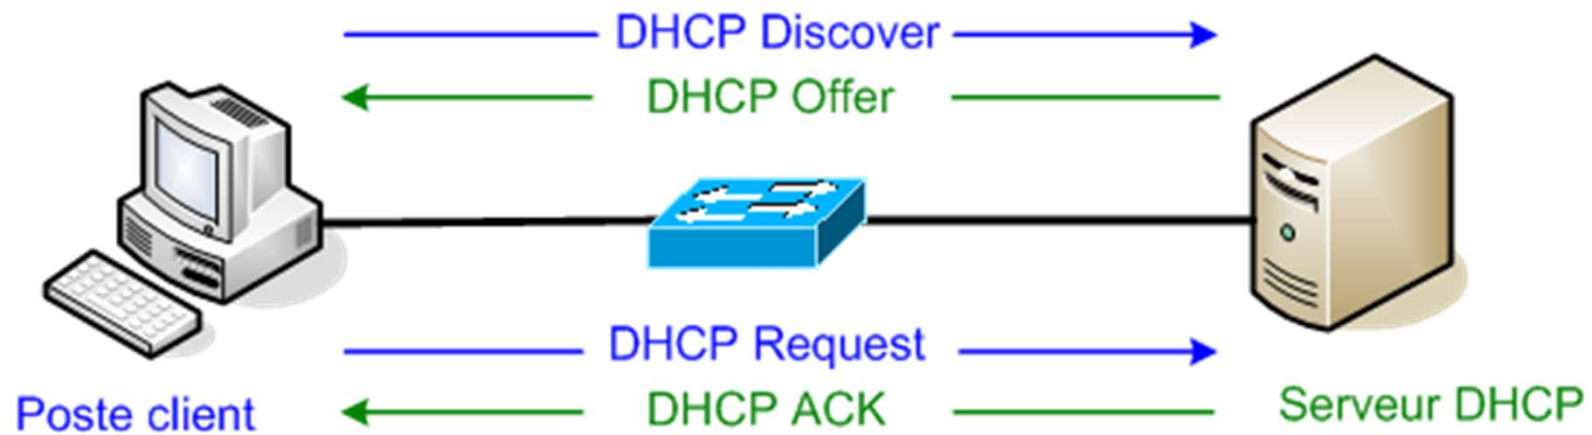 DHCP Discover
DHCP Offer
DHCP Request
DHCP ACK
Poste client
Serveur DHCP